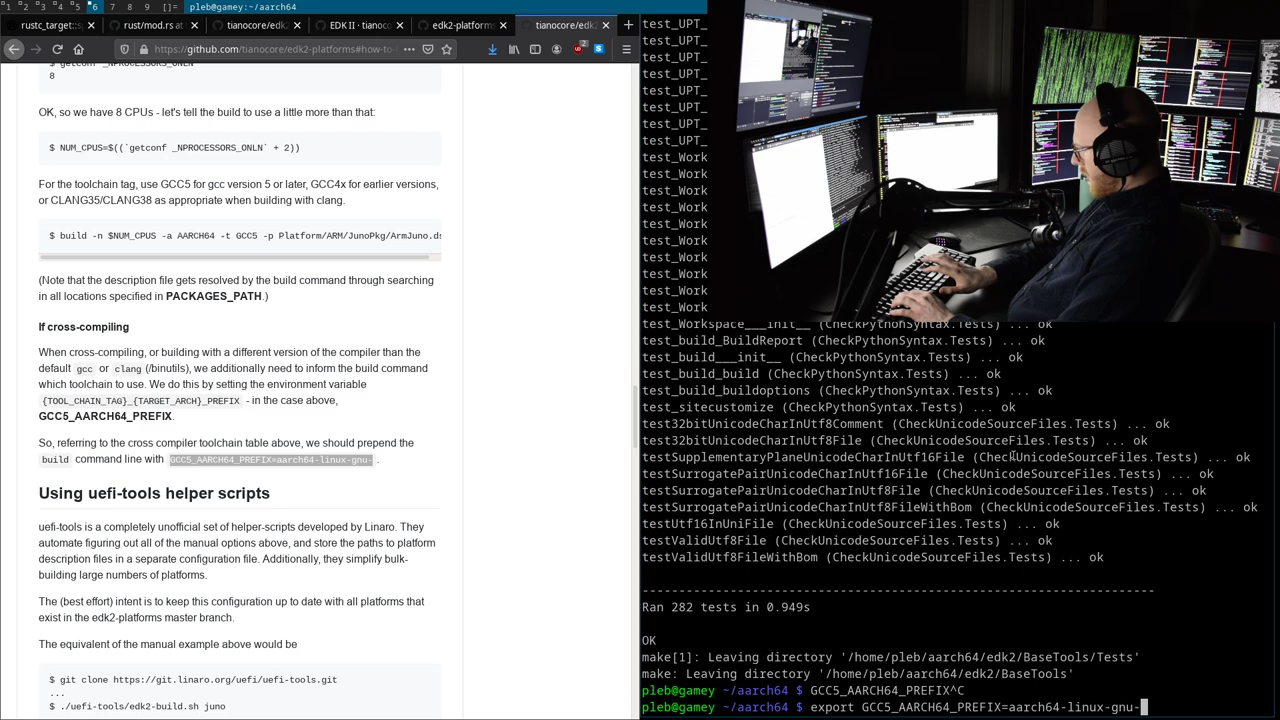 1 2 3 4 5 6 7 8 9 []= pleb@gamey: ~/aarch64
rustc_target::s
rust/mod.rs at
tianocore/edk2
EDK II · tianoc
edk2-platforms
tianocore/edk2
https://github.com/tianocore/edk2-platforms#how-to-
$ getconf _NPROCESSORS_ONLN
8
OK, so we have 8 CPUs - let's tell the build to use a little more than that:
$ NUM_CPUS=$((`getconf _NPROCESSORS_ONLN` + 2))
For the toolchain tag, use GCC5 for gcc version 5 or later, GCC4x for earlier versions,
or CLANG35/CLANG38 as appropriate when building with clang.
$ build -n $NUM_CPUS -a AARCH64 -t GCC5 -p Platform/ARM/JunoPkg/ArmJuno.ds
(Note that the description file gets resolved by the build command through searching
in all locations specified in PACKAGES_PATH.)
If cross-compiling
When cross-compiling, or building with a different version of the compiler than the
default gcc or clang (/binutils), we additionally need to inform the build command
which toolchain to use. We do this by setting the environment variable
{TOOL_CHAIN_TAG}_{TARGET_ARCH}_PREFIX - in the case above,
GCC5_AARCH64_PREFIX.
So, referring to the cross compiler toolchain table above, we should prepend the
build command line with GCC5_AARCH64_PREFIX=aarch64-linux-gnu- .
Using uefi-tools helper scripts
uefi-tools is a completely unofficial set of helper-scripts developed by Linaro. They
automate figuring out all of the manual options above, and store the paths to platform
description files in a separate configuration file. Additionally, they simplify bulk-
building large numbers of platforms.
The (best effort) intent is to keep this configuration up to date with all platforms that
exist in the edk2-platforms master branch.
The equivalent of the manual example above would be
$ git clone https://git.linaro.org/uefi/uefi-tools.git
...
$ ./uefi-tools/edk2-build.sh juno
test_UPT_
test_UPT_
test_UPT_
test_UPT_
test_UPT_
test_UPT_
test_UPT_
test_UPT_
test_Work
test_Work
test_Work
test_Work
test_Work
test_Work
test_Work
test_Work
test_Work
test_Work
test_Workspace___init__ (CheckPythonSyntax.Tests) ... ok
test_build_BuildReport (CheckPythonSyntax.Tests) ... ok
test_build___init__ (CheckPythonSyntax.Tests) ... ok
test_build_build (CheckPythonSyntax.Tests) ... ok
test_build_buildoptions (CheckPythonSyntax.Tests) ... ok
test_sitecustomize (CheckPythonSyntax.Tests) ... ok
test32bitUnicodeCharInUtf8Comment (CheckUnicodeSourceFiles.Tests) ... ok
test32bitUnicodeCharInUtf8File (CheckUnicodeSourceFiles.Tests) ... ok
testSupplementaryPlaneUnicodeCharInUtf16File (CheckUnicodeSourceFiles.Tests) ... ok
testSurrogatePairUnicodeCharInUtf16File (CheckUnicodeSourceFiles.Tests) ... ok
testSurrogatePairUnicodeCharInUtf8File (CheckUnicodeSourceFiles.Tests) ... ok
testSurrogatePairUnicodeCharInUtf8FileWithBom (CheckUnicodeSourceFiles.Tests) ... ok
testUtf16InUniFile (CheckUnicodeSourceFiles.Tests) ... ok
testValidUtf8File (CheckUnicodeSourceFiles.Tests) ... ok
testValidUtf8FileWithBom (CheckUnicodeSourceFiles.Tests) ... ok
----------------------------------------------------------------------
Ran 282 tests in 0.949s
OK
make[1]: Leaving directory '/home/pleb/aarch64/edk2/BaseTools/Tests'
make: Leaving directory '/home/pleb/aarch64/edk2/BaseTools'
pleb@gamey ~/aarch64 $ GCC5_AARCH64_PREFIX^C
pleb@gamey ~/aarch64 $ export GCC5_AARCH64_PREFIX=aarch64-linux-gnu-